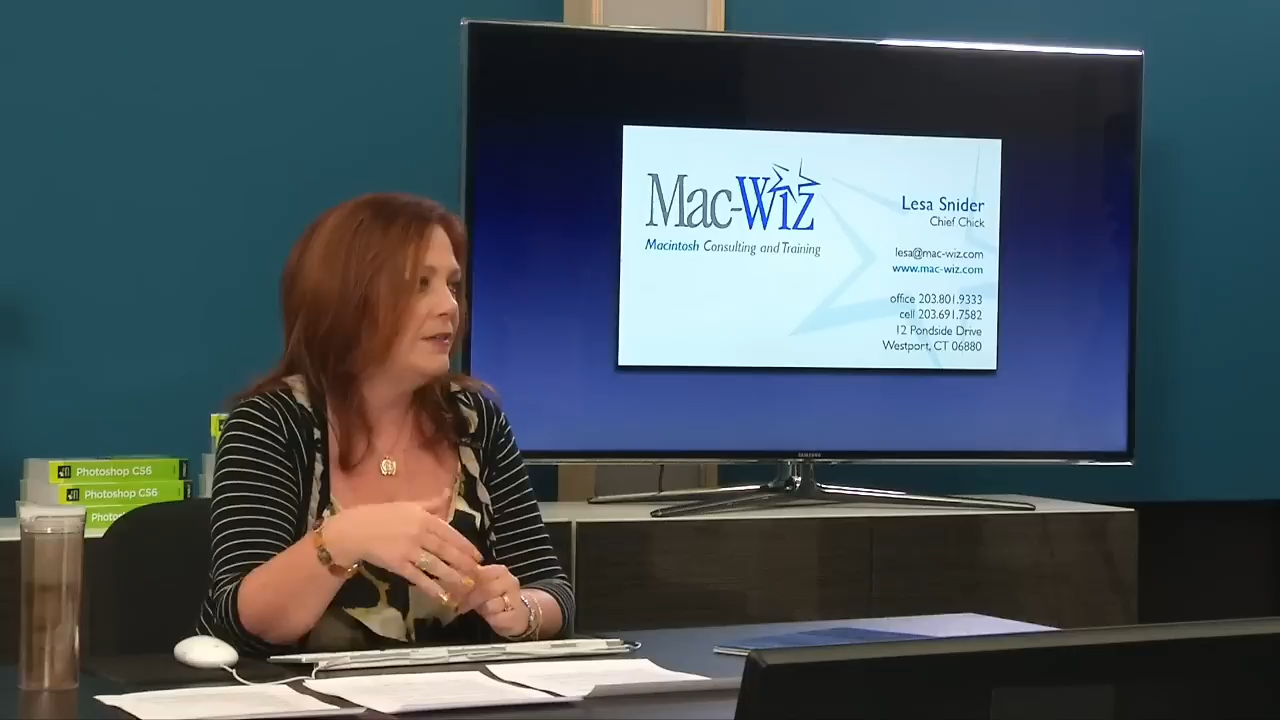 Mac-Wiz
Macintosh Consulting and Training
Lesa Snider
Chief Chick
lesa@mac-wiz.com
www.mac-wiz.com
office 203.801.9333
cell 203.691.7582
12 Pondside Drive
Westport, CT 06880
SAMSUNG
Photoshop CS6
Photoshop CS6
Photo